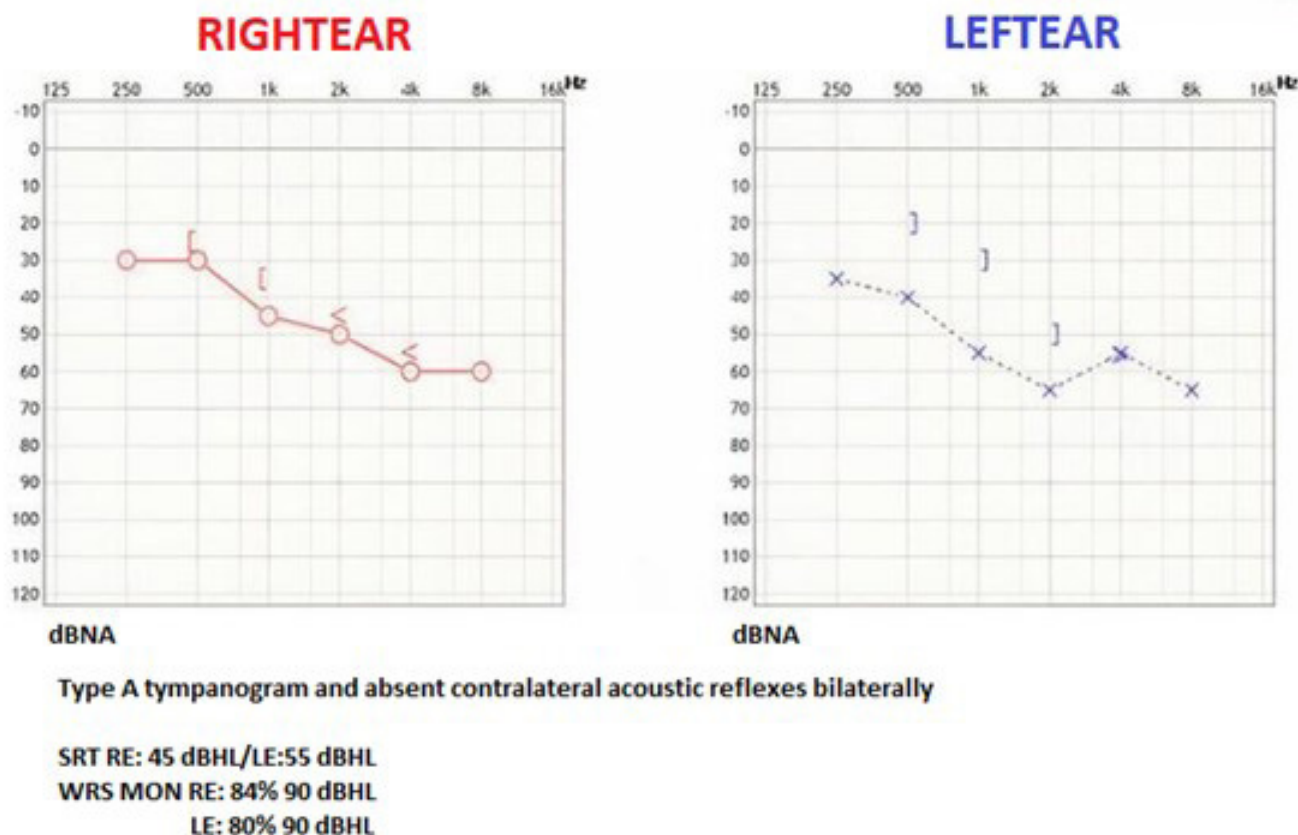 RIGHTEAR
LEFTEAR
125 250 500 1k 2k 4k 8k 16k Hz
-10
0
10
20
30
40
50
60
70
80
90
100
110
120
dBNA
125 250 500 1k 2k 4k 8k 16k Hz
-10
0
10
20
30
40
50
60
70
80
90
100
110
120
dBNA
Type A tympanogram and absent contralateral acoustic reflexes bilaterally
SRT RE: 45 dBHL/LE:55 dBHL
WRS MON RE: 84% 90 dBHL
LE: 80% 90 dBHL